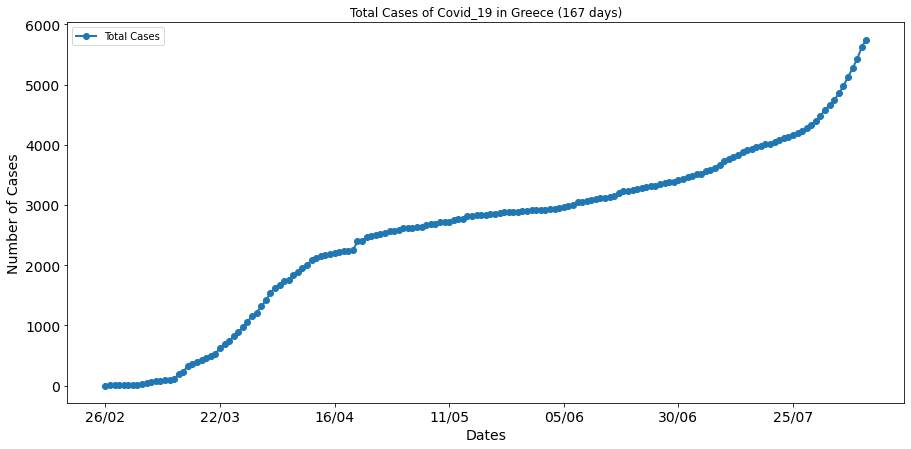 Total Cases of Covid_19 in Greece (167 days)
Total Cases
6000
5000
4000
3000
2000
1000
0
Number of Cases
26/02 22/03 16/04 11/05 05/06 30/06 25/07
Dates